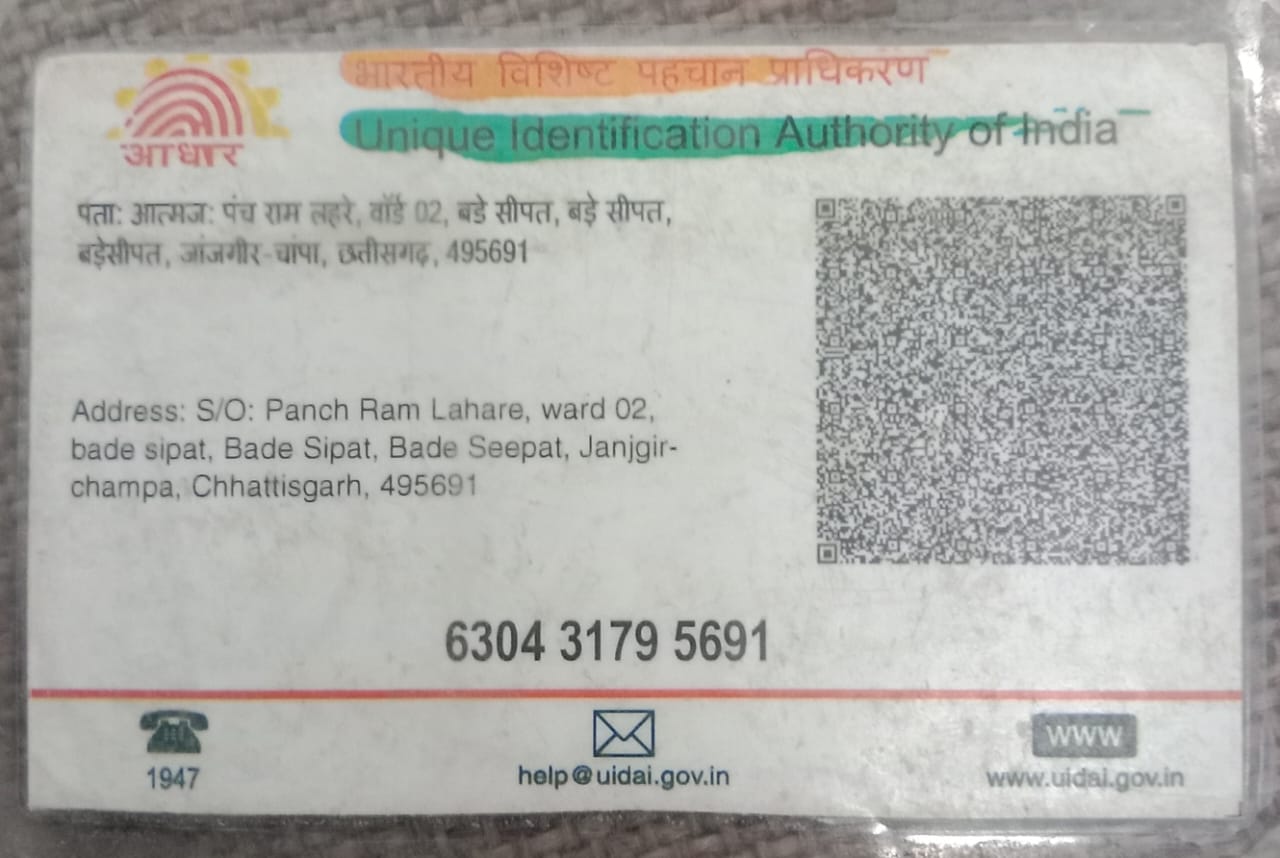 आधार
भारतीय विशिष्ट पहचान प्राधिकरण
Unique Identification Authority of India
पता: आत्मज: पंच राम लहरे, वॉर्ड 02, बडे सीपत, बड़े सीपत,
बड़ेसीपत, जांजगीर-चांपा, छत्तीसगढ़, 495691
Address: S/O: Panch Ram Lahare, ward 02,
bade sipat, Bade Sipat, Bade Seepat, Janjgir-
champa, Chhattisgarh, 495691
6304 3179 5691
1947
help@uidai.gov.in
WWW
www.uidai.gov.in